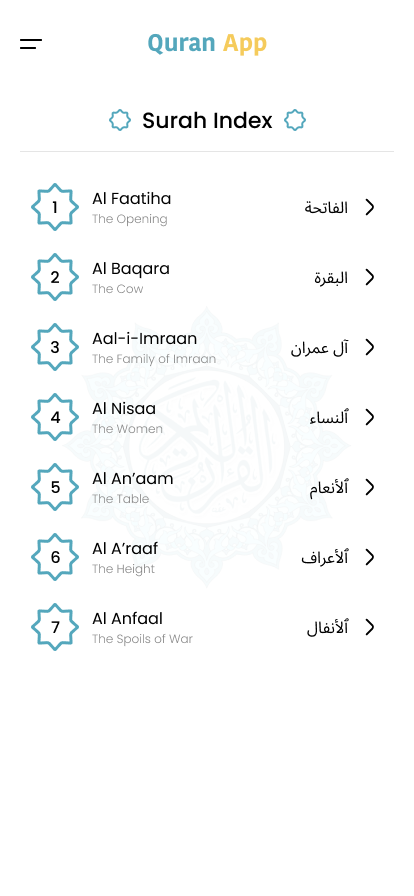 Quran App
Surah Index
1 Al Faatiha الفاتحة
The Opening
2 Al Baqara البقرة
The Cow
3 Aal-i-Imraan آل عمران
The Family of Imraan
4 Al Nisaa ٱلنساء
The Women
5 Al An’aam ٱلأنعام
The Table
6 Al A’raaf ٱلأعراف
The Height
7 Al Anfaal ٱلأنفال
The Spoils of War